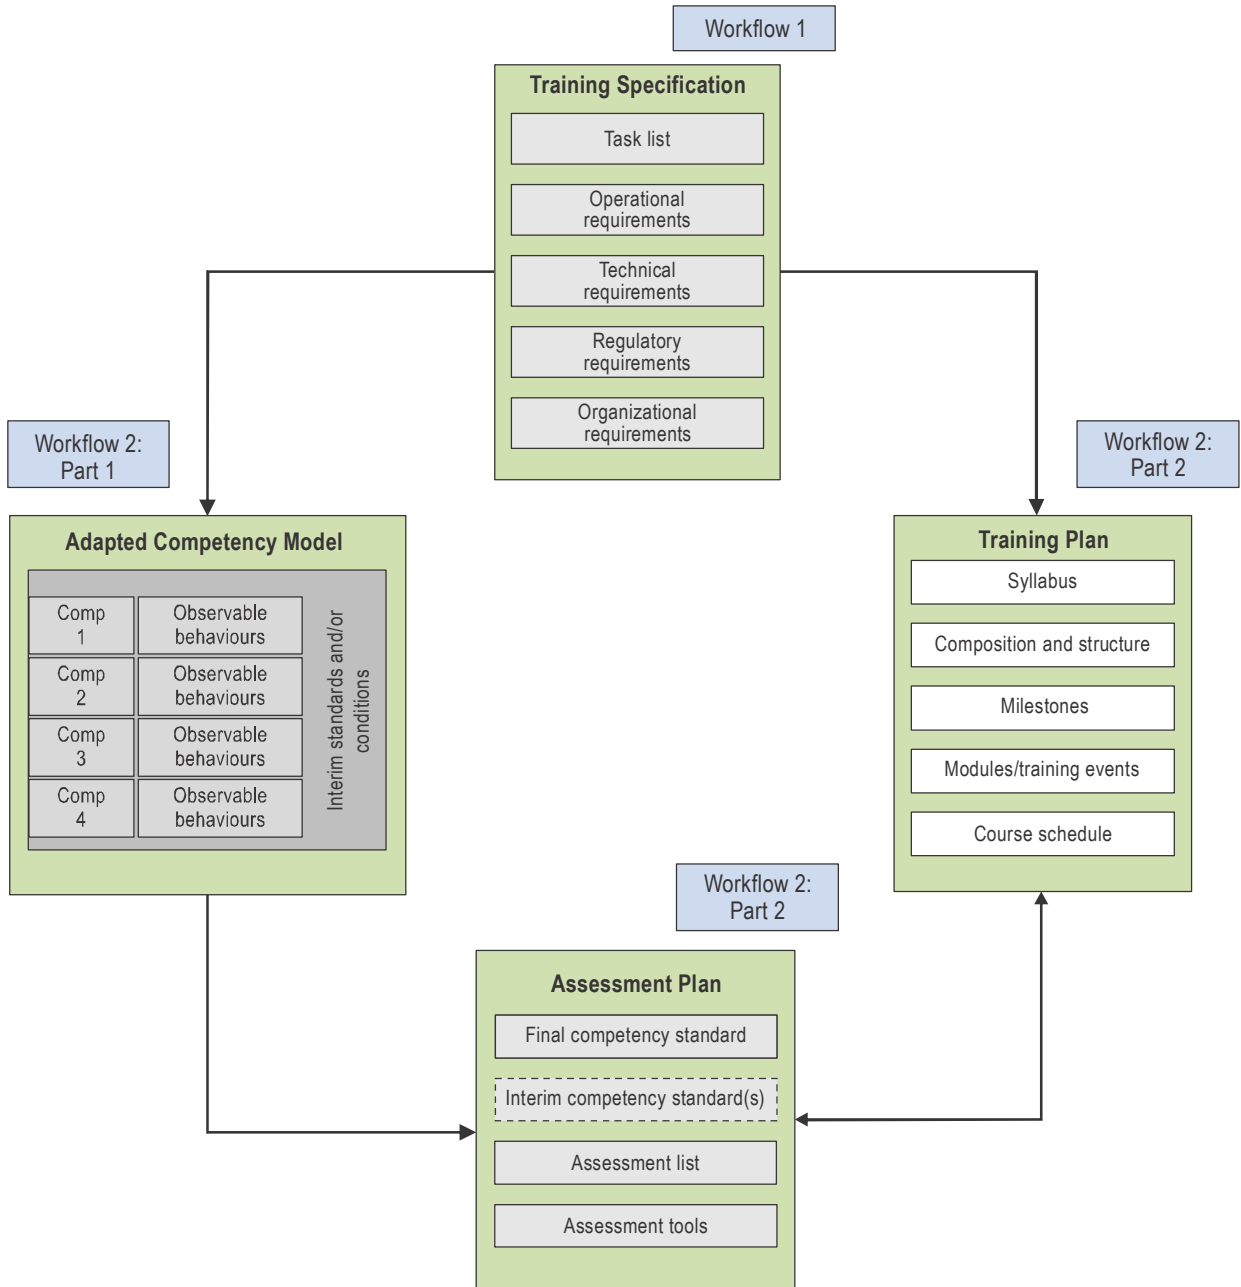 Workflow 1
Training Specification
Task list
Operational
requirements
Technical
requirements
Regulatory
requirements
Organizational
requirements
Workflow 2:
Part 1
Workflow 2:
Part 2
Adapted Competency Model
Comp
1
Observable
behaviours
Comp
2
Observable
behaviours
Comp
3
Observable
behaviours
Comp
4
Observable
behaviours
Interim standards and/or
conditions
Training Plan
Syllabus
Composition and structure
Milestones
Modules/training events
Course schedule
Workflow 2:
Part 2
Assessment Plan
Final competency standard
Interim competency standard(s)
Assessment list
Assessment tools